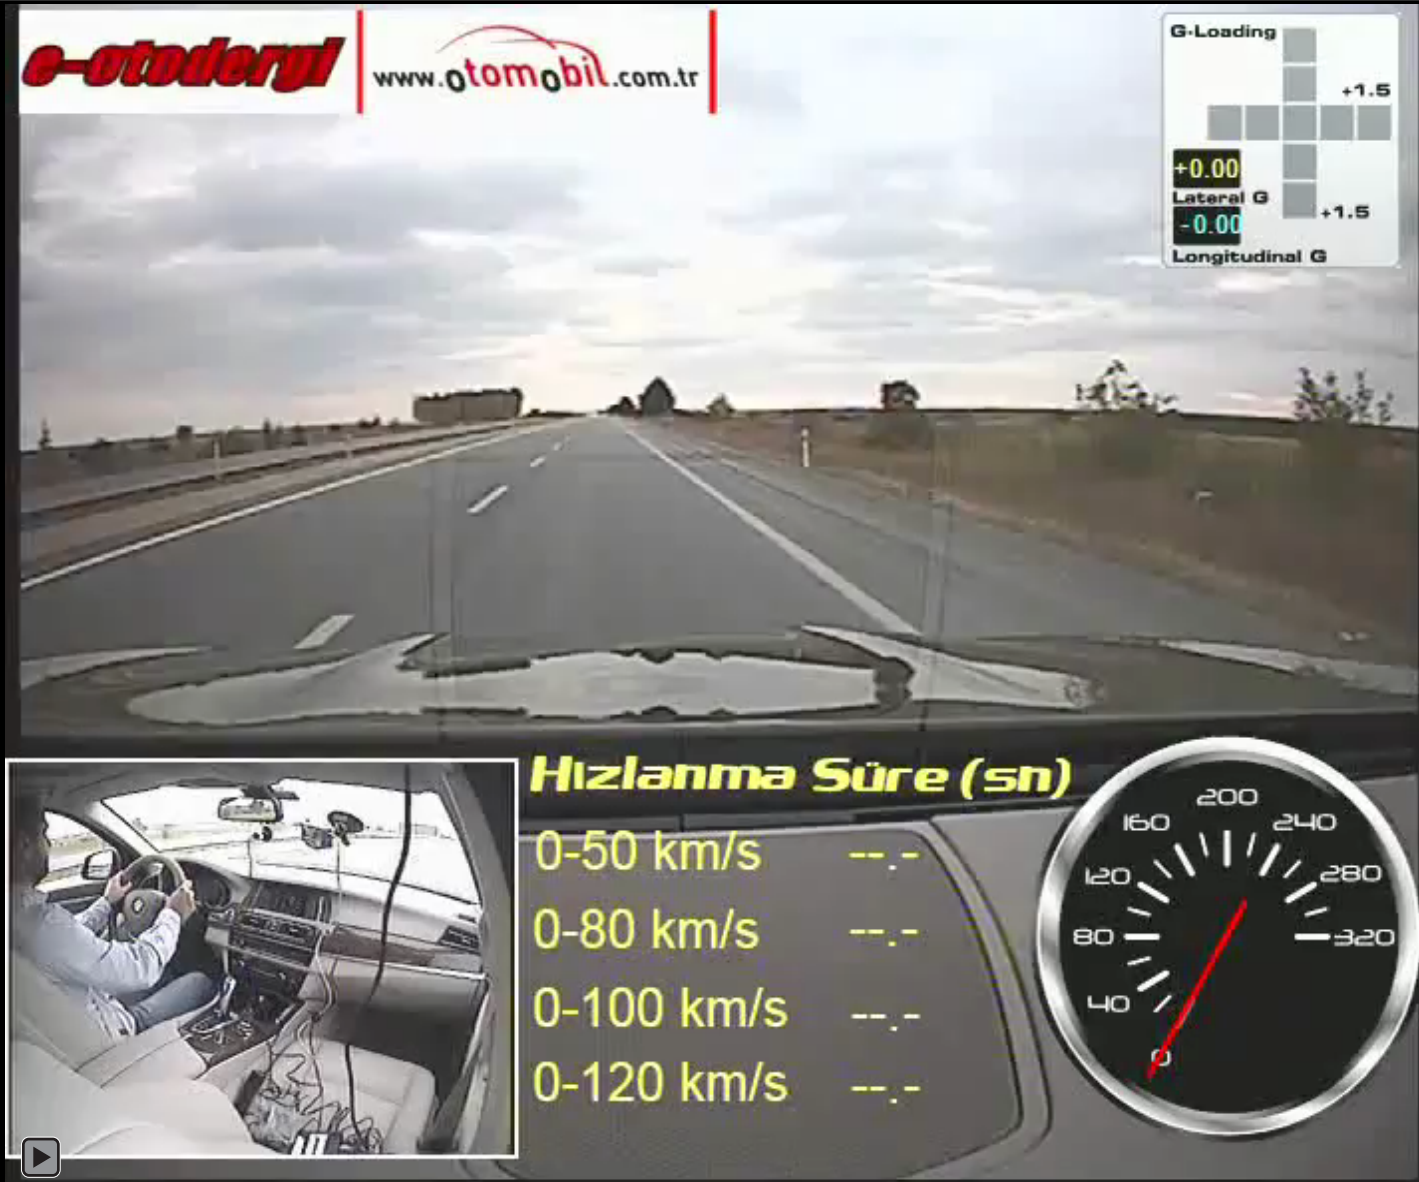 e-otodergi
www.otomobil.com.tr
G-Loading
+1.5
+0.00
Lateral G
+1.5
-0.00
Longitudinal G
Hızlanma Süre (sn)
0-50 km/s --.-
0-80 km/s --.-
0-100 km/s --.-
0-120 km/s --.-
200
160 240
120 280
80 320
40
0